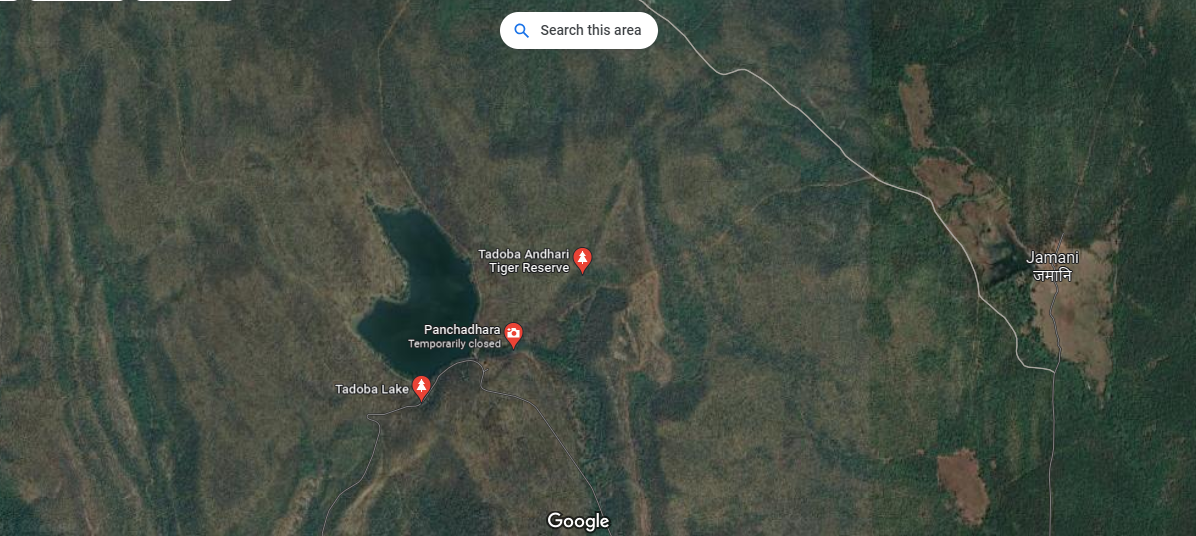 Search this area
Tadoba Andhari
Tiger Reserve
Jamani
जमानि
Panchadhara
Temporarily closed
Tadoba Lake
Google